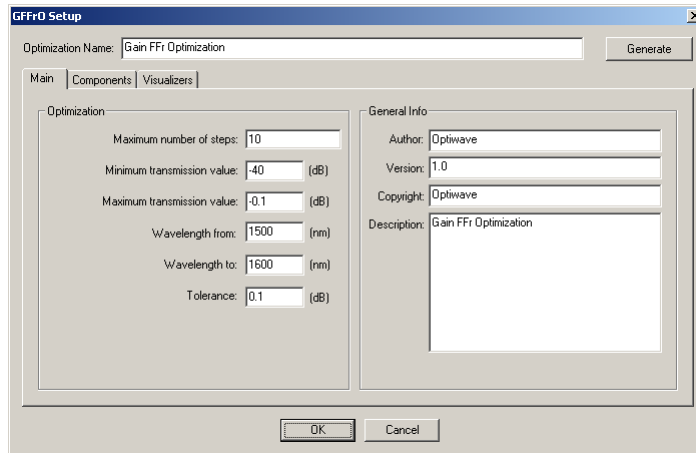 GFFrO Setup
Optimization Name: Gain FFr Optimization
Generate
Main Components Visualizers
Optimization
Maximum number of steps: 10
Minimum transmission value: -40 (dB)
Maximum transmission value: -0.1 (dB)
Wavelength from: 1500 (nm)
Wavelength to: 1600 (nm)
Tolerance: 0.1 (dB)
General Info
Author: Optiwave
Version: 1.0
Copyright: Optiwave
Description: Gain FFr Optimization
OK Cancel